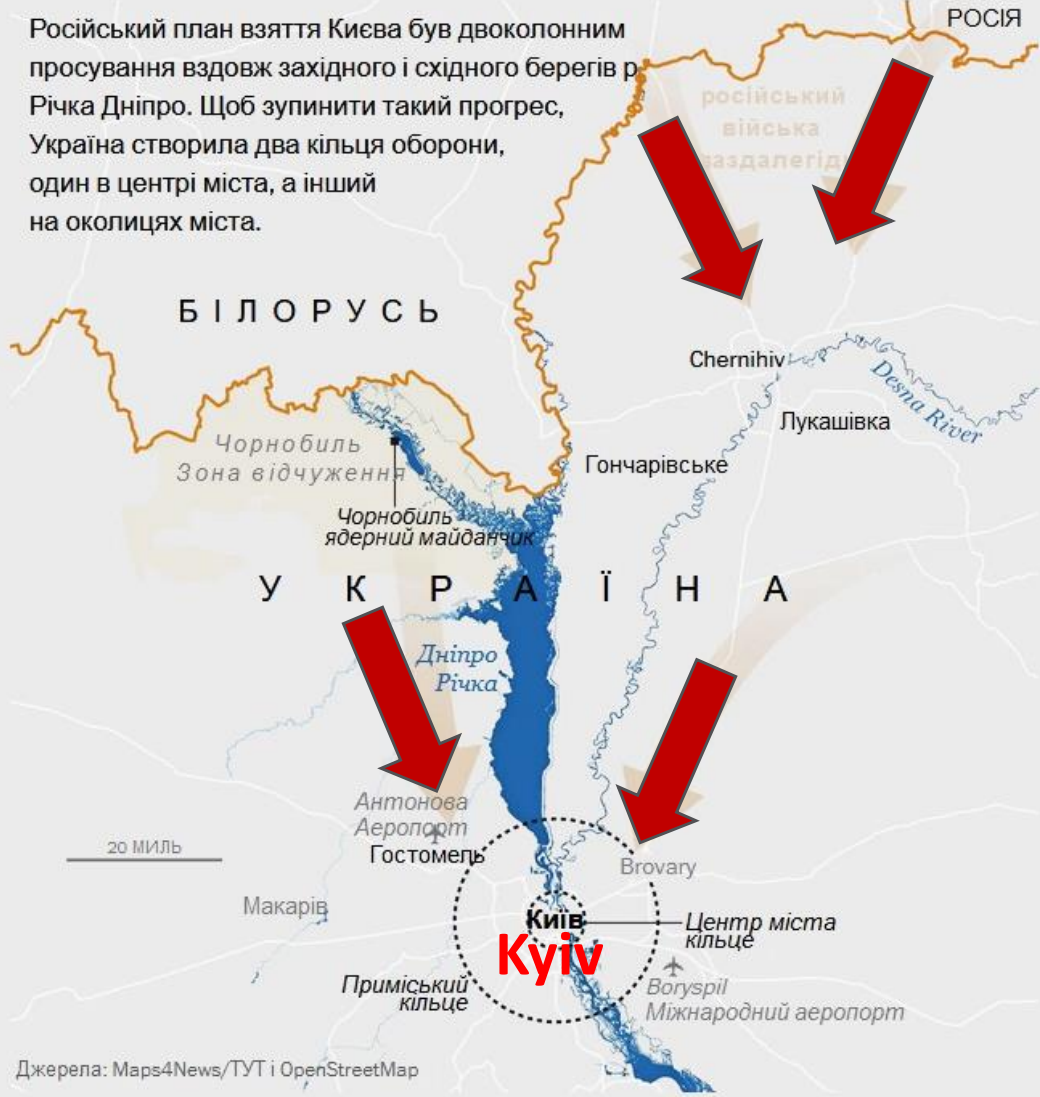 Російський план взяття Києва був двоколонним
просування вздовж західного і східного берегів р
Річка Дніпро. Щоб зупинити такий прогрес,
Україна створила два кільця оборони,
один в центрі міста, а інший
на околицях міста.
РОСІЯ
російський
війська
БІЛОРУСЬ
Chernihiv
Desna River
Лукашівка
Гончарівське
Чорнобиль
Зона відчуження
Чорнобиль
ядерний майданчик
УКРАЇНА
Дніпро
Річка
Антонова
Аеропорт
Гостомель
20 МИЛЬ
Brovary
Макарів
Київ
Kyiv
Центр міста
кільце
Приміський
кільце
Boryspil
Міжнародний аеропорт
Джерела: Maps4News/ТУТ і OpenStreetMap